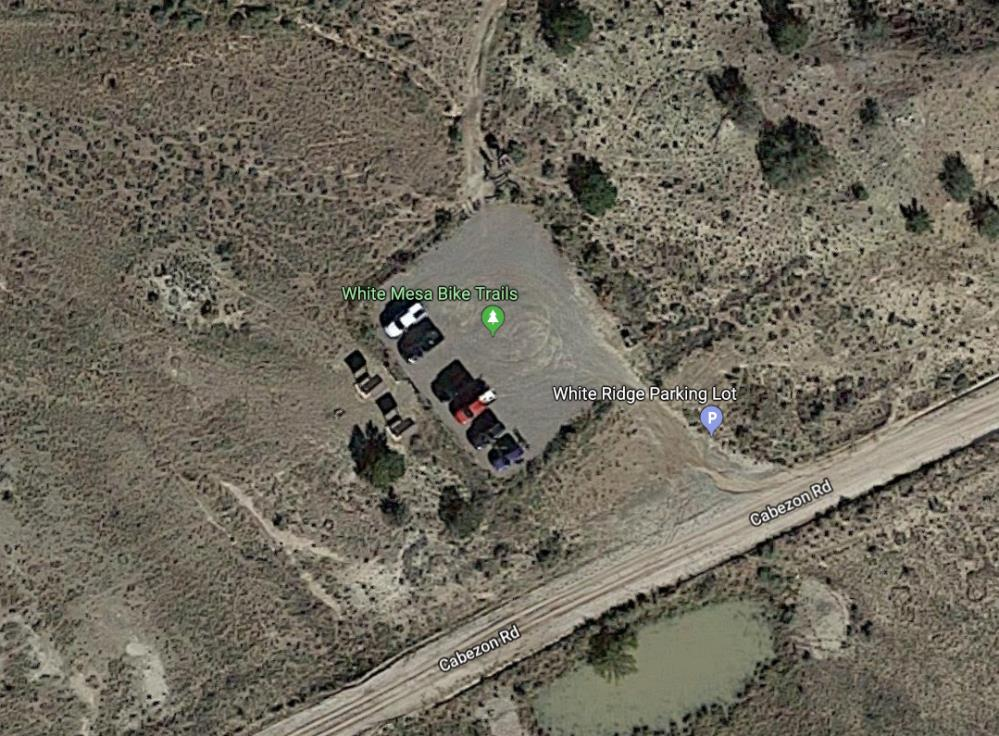 White Mesa Bike Trails
White Ridge Parking Lot
P
Cabezon Rd
Cabezon Rd